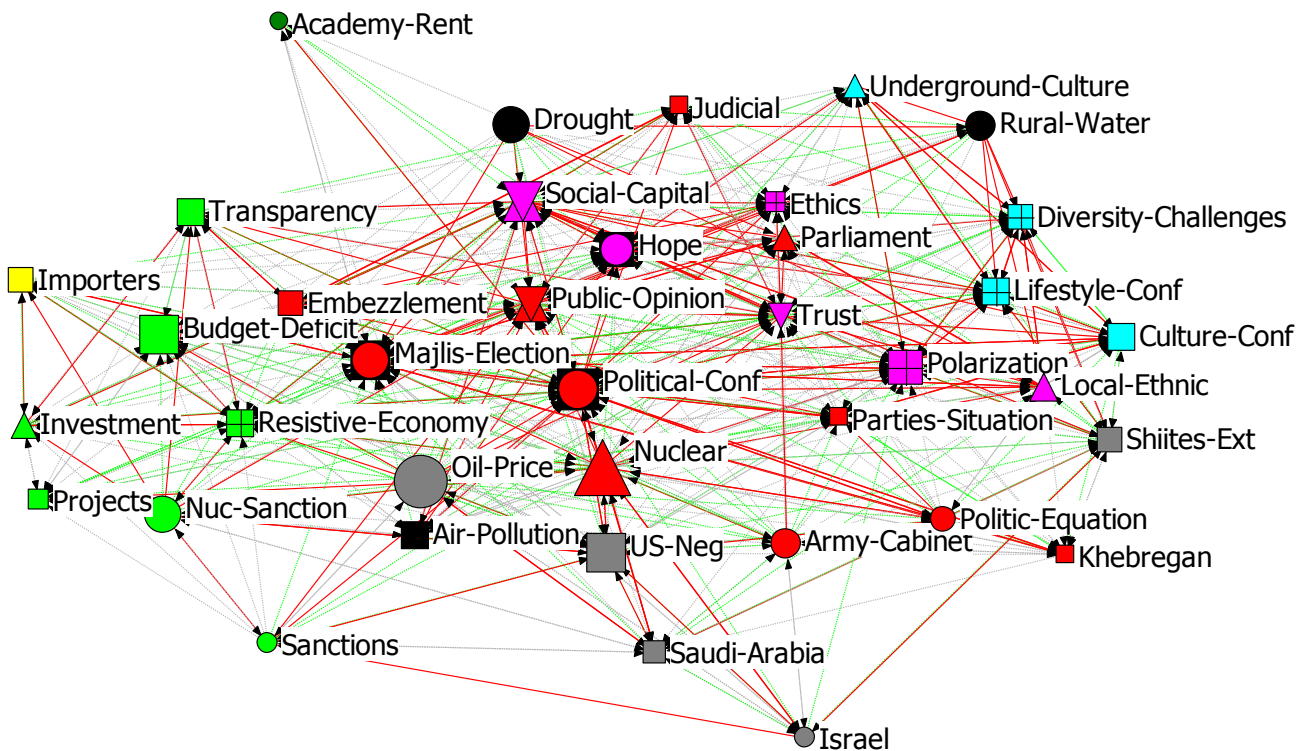 Academy-Rent
Underground-Culture
Judicial
Drought
Rural-Water
Social-Capital
Ethics
Transparency
Diversity-Challenges
Parliament
Hope
Importers
Lifestyle-Conf
Embezzlement
Public-Opinion
Trust
Budget-Deficit
Culture-Conf
Majlis-Election
Polarization
Political-Conf
Local-Ethnic
Investment
Resistive-Economy
Parties-Situation
Shiites-Ext
Nuclear
Oil-Price
Projects
Nuc-Sanction
Politic-Equation
Air-Pollution
Army-Cabinet
US-Neg
Khebregan
Sanctions
Saudi-Arabia
Israel